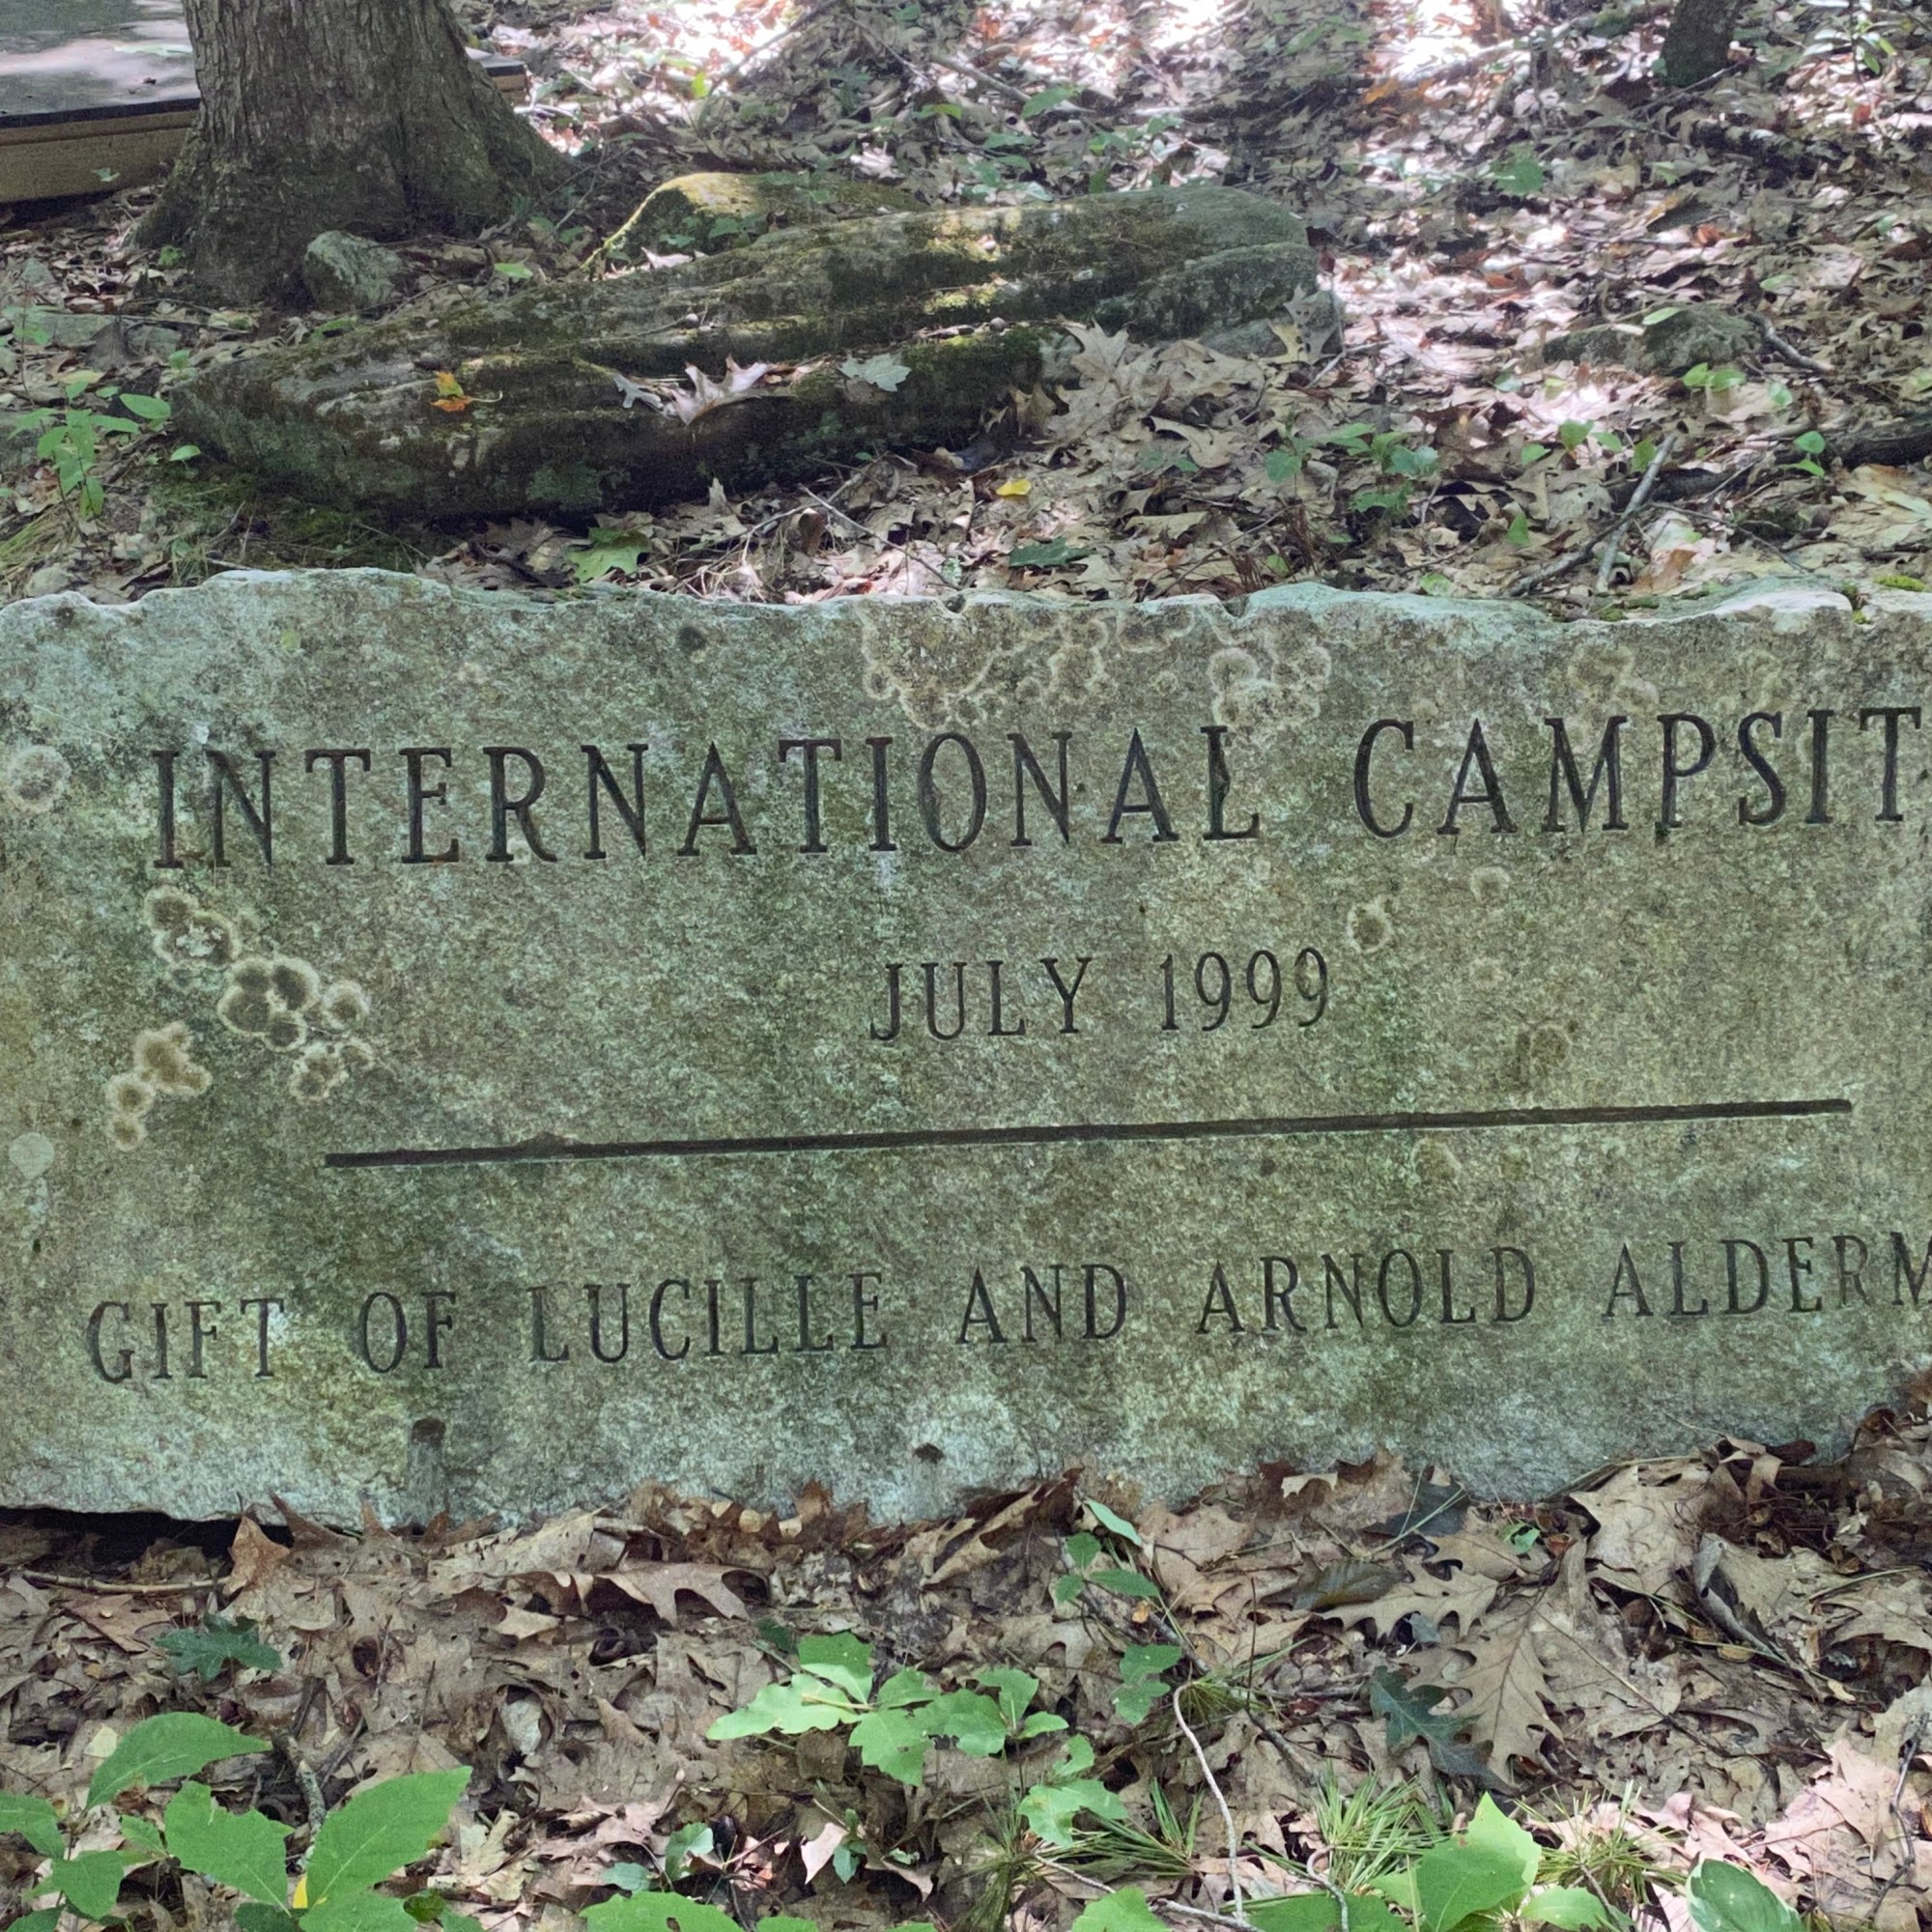 INTERNATIONAL CAMPSIT
JULY 1999
GIFT OF LUCILLE AND ARNOLD ALDERM